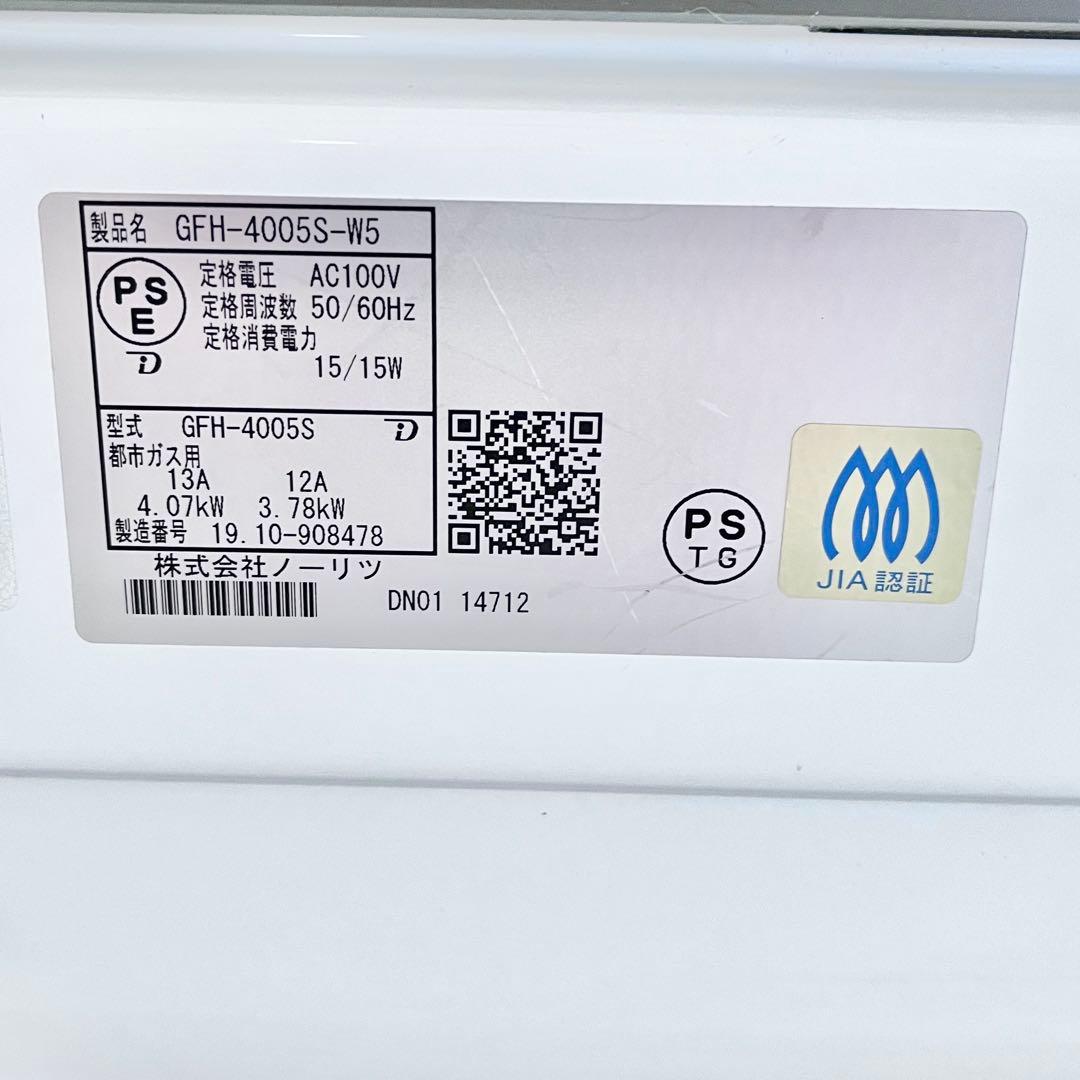 製品名 GFH-4005S-W5
PS
E
定格電圧 AC100V
定格周波数 50/60Hz
定格消費電力
15/15W
型式 GFH-4005S
都市ガス用
13A 12A
4.07kW 3.78kW
製造番号 19.10-908478
株式会社ノーリツ
DN01 14712
PS
TG
JIA 認証